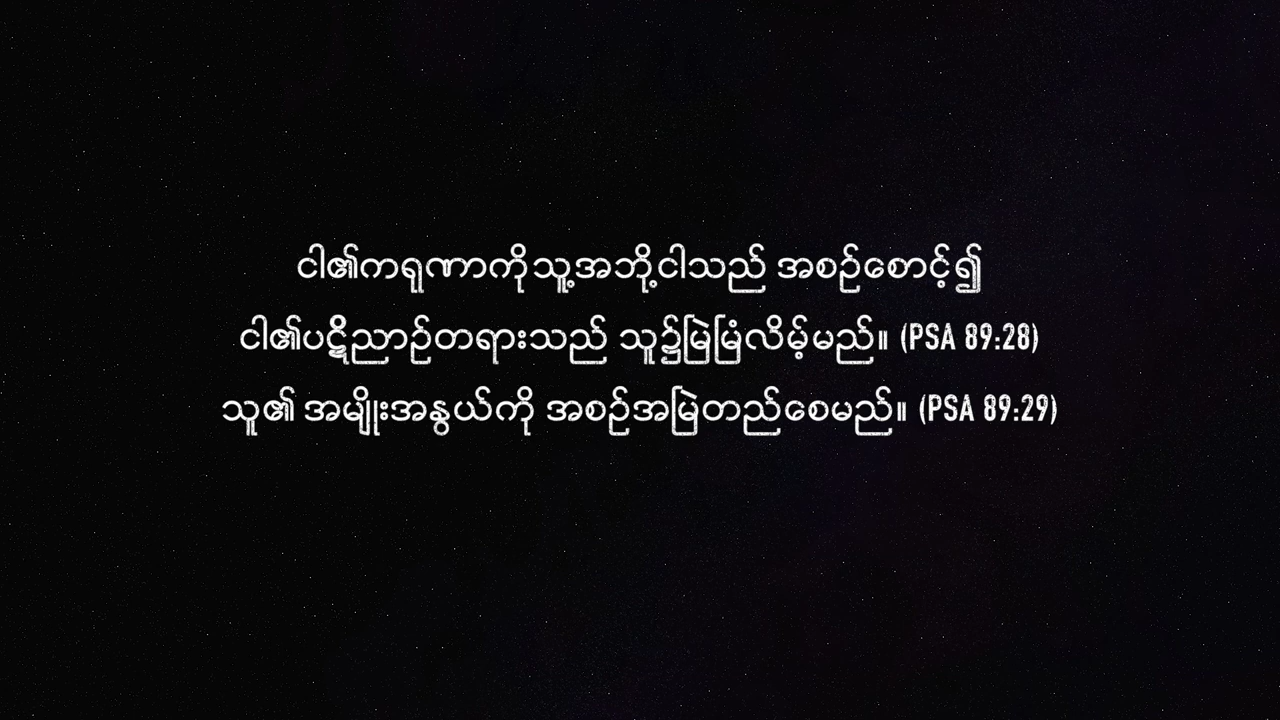 ငါ၏ကရုဏာကိုသူ့အဘို့ငါသည် အစဉ်စောင့်၍
ငါ၏ပဋိညာဉ်တရားသည် သူ၌မြဲမြံလိမ့်မည်။ (PSA 89:28)
သူ၏ အမျိုးအနွယ်ကို အစဉ်အမြဲတည်စေမည်။ (PSA 89:29)